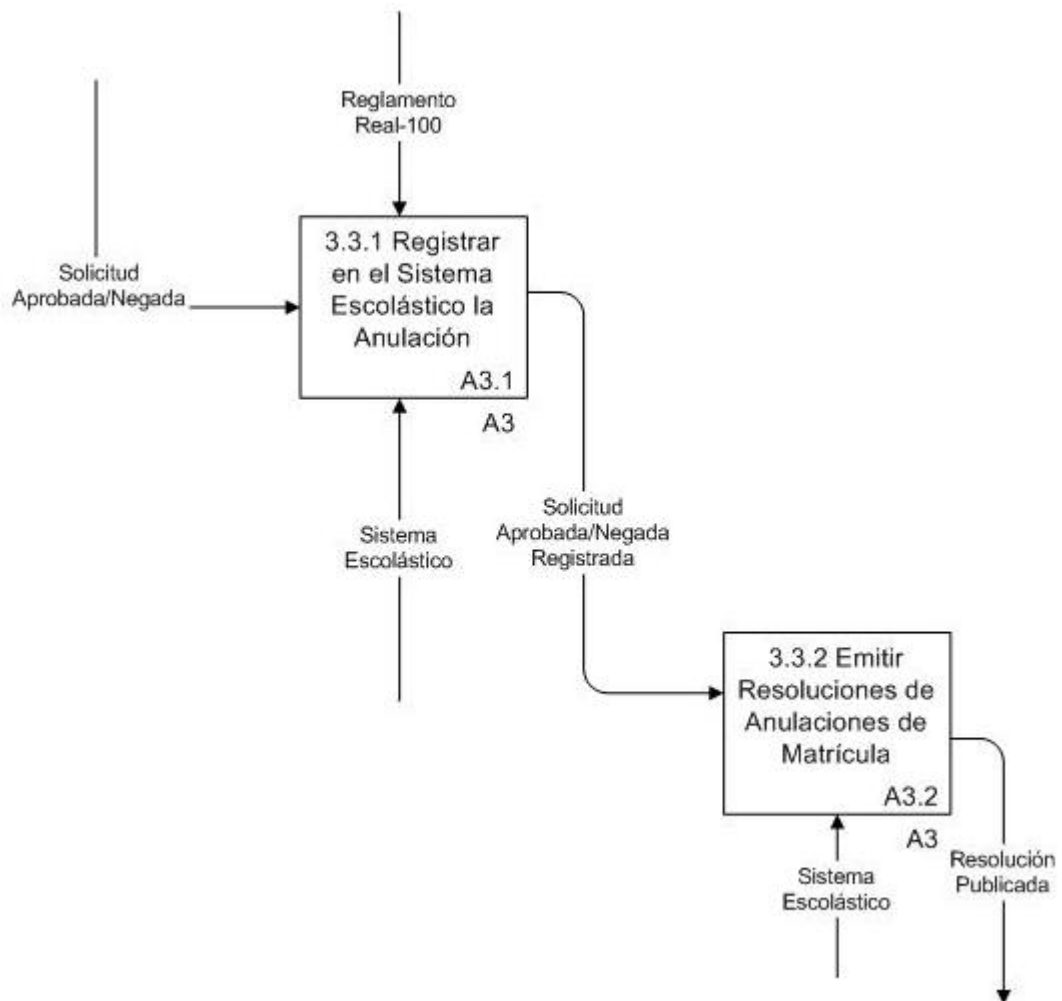 Reglamento
Real-100
3.3.1 Registrar
en el Sistema
Escolástico la
Anulación
A3.1
A3
Solicitud
Aprobada/Negada
Sistema
Escolástico
Solicitud
Aprobada/Negada
Registrada
3.3.2 Emitir
Resoluciones de
Anulaciones de
Matrícula
A3.2
A3
Sistema
Escolástico
Resolución
Publicada